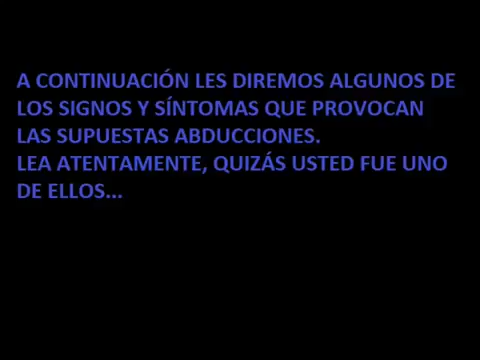 A CONTINUACIÓN LES DIREMOS ALGUNOS DE
LOS SIGNOS Y SÍNTOMAS QUE PROVOCAN
LAS SUPUESTAS ABDUCCIONES.
LEA ATENTAMENTE, QUIZÁS USTED FUE UNO
DE ELLOS...